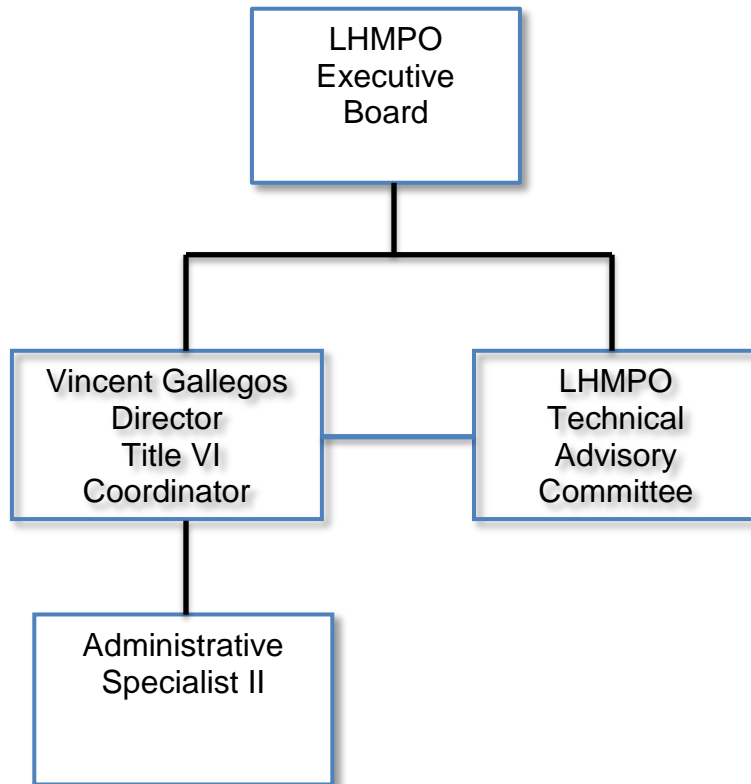 LHMPO
Executive
Board
Vincent Gallegos
Director
Title VI
Coordinator
LHMPO
Technical
Advisory
Committee
Administrative
Specialist II